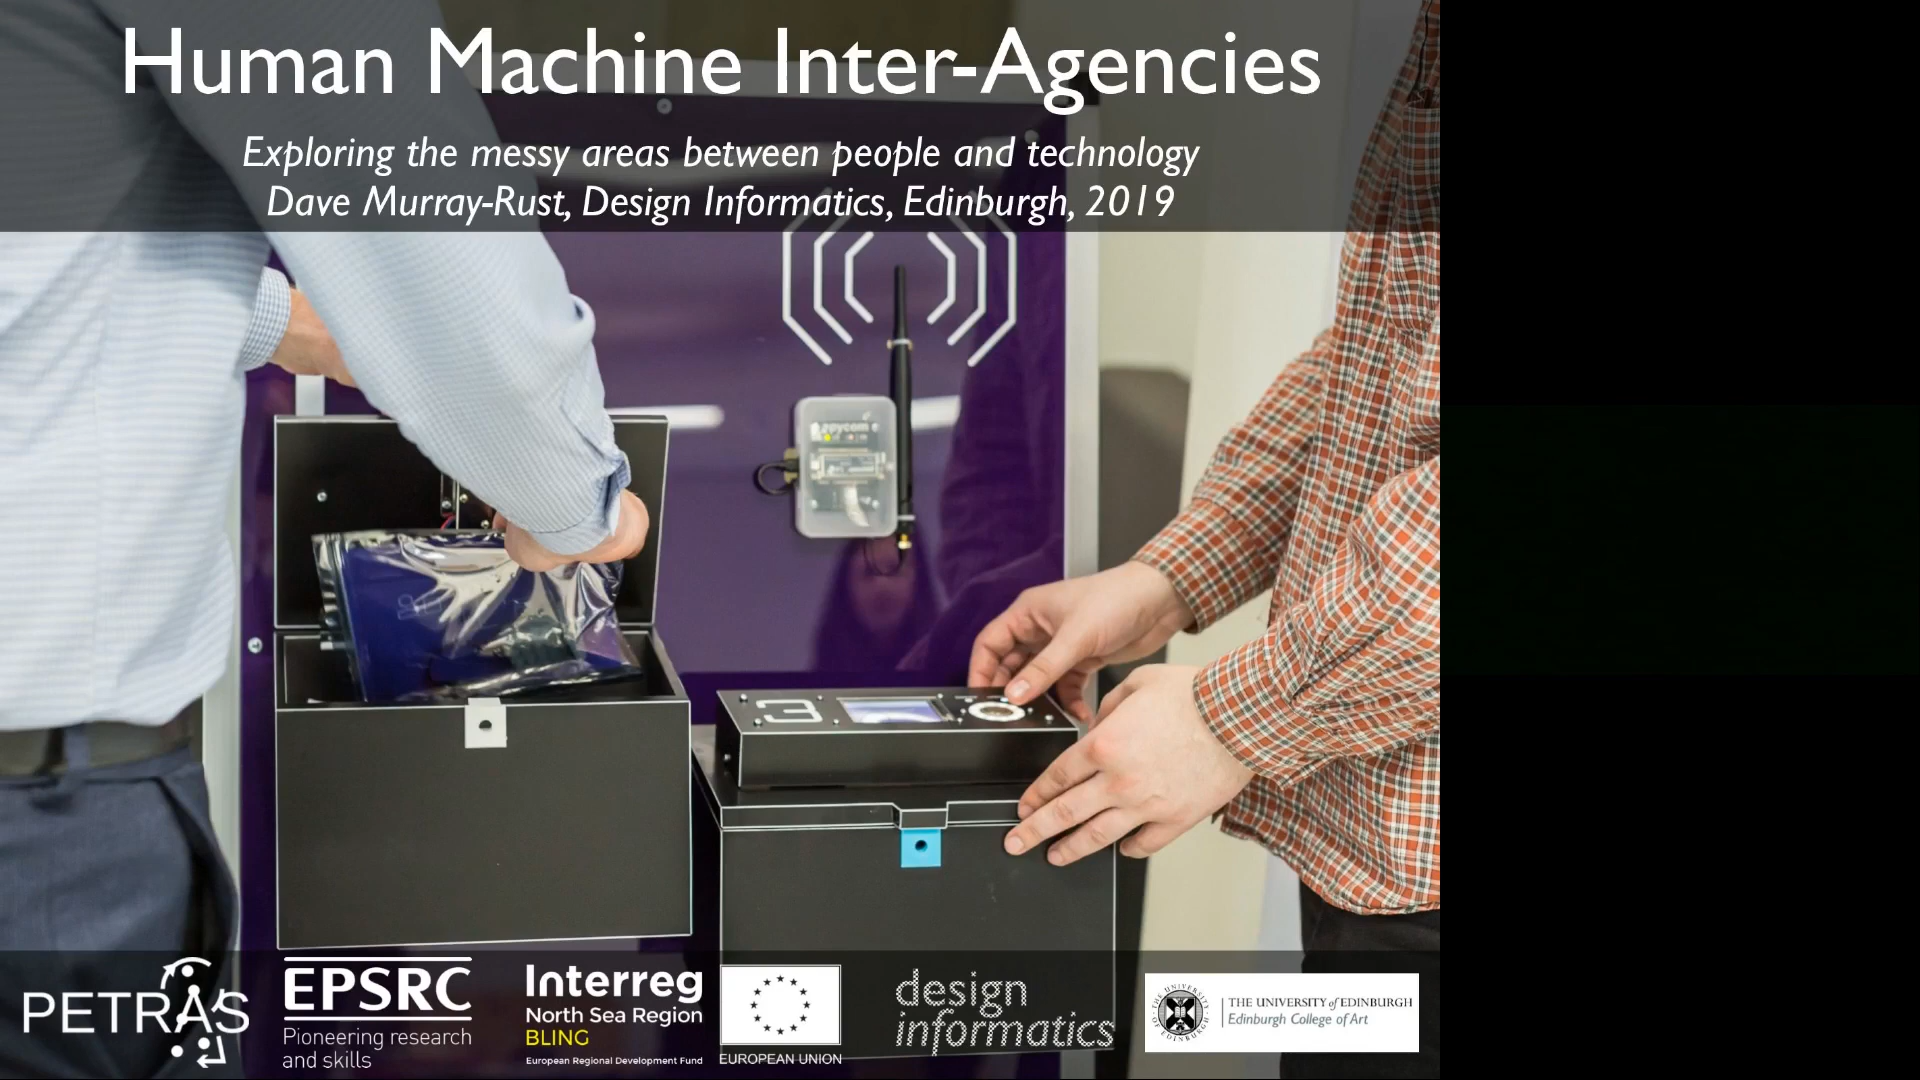 Human Machine Inter-Agencies
Exploring the messy areas between people and technology
Dave Murray-Rust, Design Informatics, Edinburgh, 2019
pycom
3
PETRAS
EPSRC
Pioneering research
and skills
Interreg
North Sea Region
BLING
European Regional Development Fund
EUROPEAN UNION
design
informatics
THE UNIVERSITY of EDINBURGH
Edinburgh College of Art